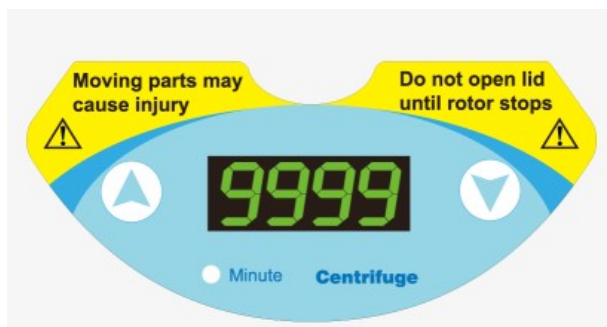 Moving parts may
cause injury
Do not open lid
until rotor stops
9999
Minute
Centrifuge